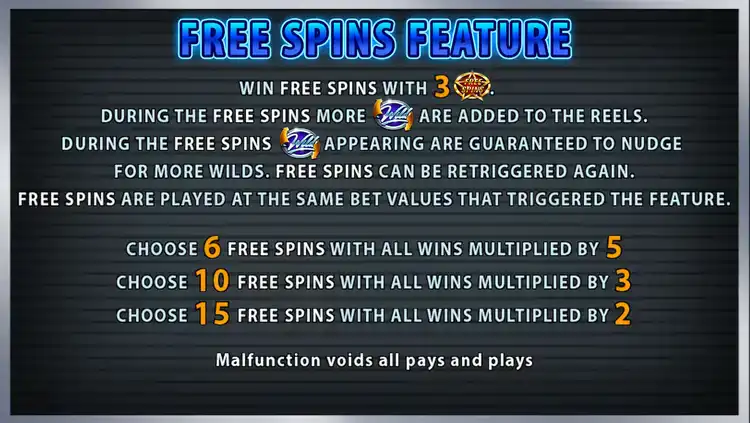 FREE SPINS FEATURE
WIN FREE SPINS WITH 3 FREE SPINS.
DURING THE FREE SPINS MORE Wild ARE ADDED TO THE REELS.
DURING THE FREE SPINS Wild APPEARING ARE GUARANTEED TO NUDGE
FOR MORE WILDS. FREE SPINS CAN BE RETRIGGERED AGAIN.
FREE SPINS ARE PLAYED AT THE SAME BET VALUES THAT TRIGGERED THE FEATURE.
CHOOSE 6 FREE SPINS WITH ALL WINS MULTIPLIED BY 5
CHOOSE 10 FREE SPINS WITH ALL WINS MULTIPLIED BY 3
CHOOSE 15 FREE SPINS WITH ALL WINS MULTIPLIED BY 2
Malfunction voids all pays and plays